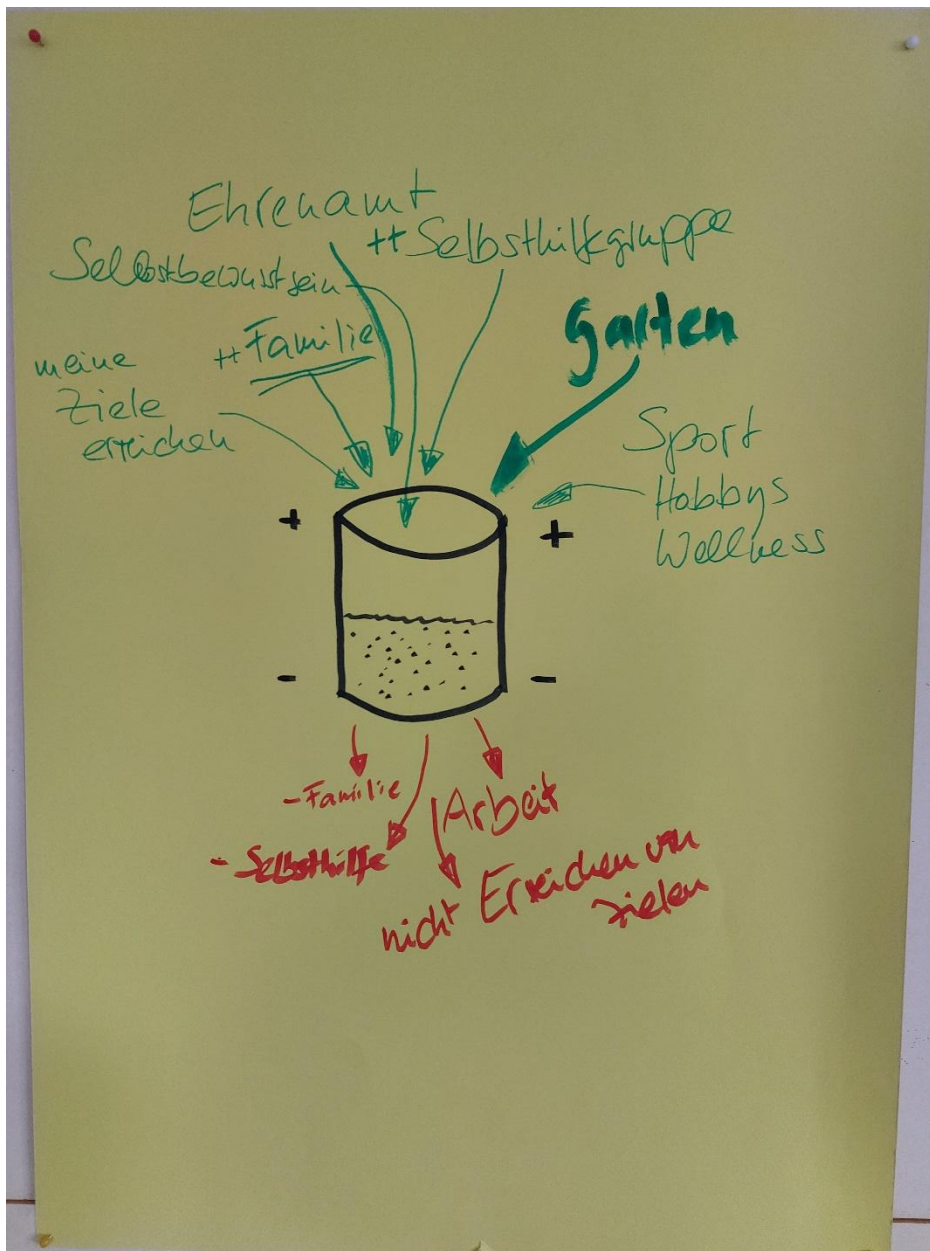 Ehrenamt
++ Selbsthilfegruppe
Selbstbewusstsein
++ Familie
Garten
meine
Ziele
erreichen
Sport
Hobbys
Wellness
+
+
-
-
- Familie
Arbeit
- Selbsthilfe
nicht Erreichen von
Zielen